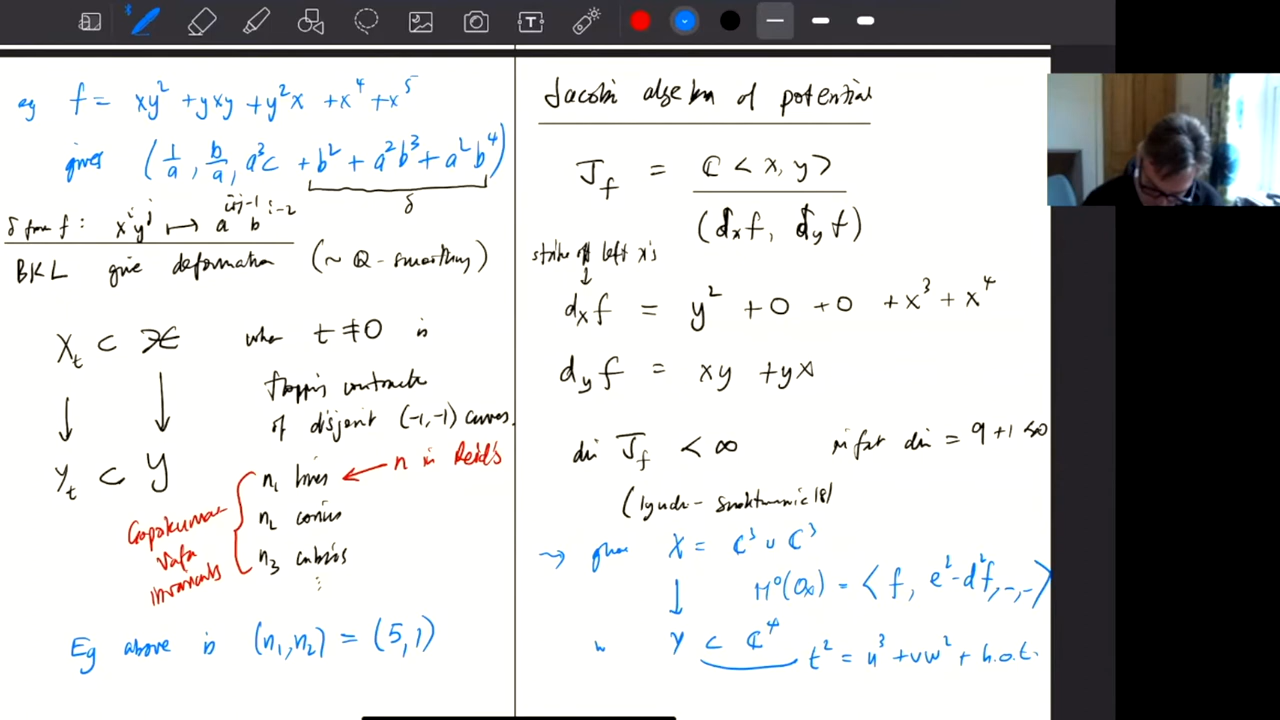 eg f = xy² + yxy + y²x + x⁴ + x⁵
gives (1/a, b/a, a³c + b² + a²b³ + a²b⁴)
δ
δ from f : xⁱyʲ ↦ a^{i+j-1} b^{i-2}
BKL give deformation (~ Q-smoothing)
X_t ⊂ 𝒳 when t ≠ 0 is
flopping contraction
of disjoint (-1,-1) curves.
Y_t ⊂ Y
n₁ lines ← n in Reid's
n₂ conics
n₃ cubics
⋮
Gopakumar
Vafa
invariants
Eg above is (n₁, n₂) = (5, 1)
Jacobi algebra of potential
J_f = ℂ<x, y> / (d_x f, d_y f)
strike off left x's
d_x f = y² + 0 + 0 + x³ + x⁴
d_y f = xy + yx
dim J_f < ∞ in fact dim = 9 +
X = ℂ³ ∪ ℂ³
H⁰(O_X) = ⟨ f, e² - d²f, –, – ⟩
Y ⊂ ℂ⁴ t² = u³ + vw² + h.o.t.
T